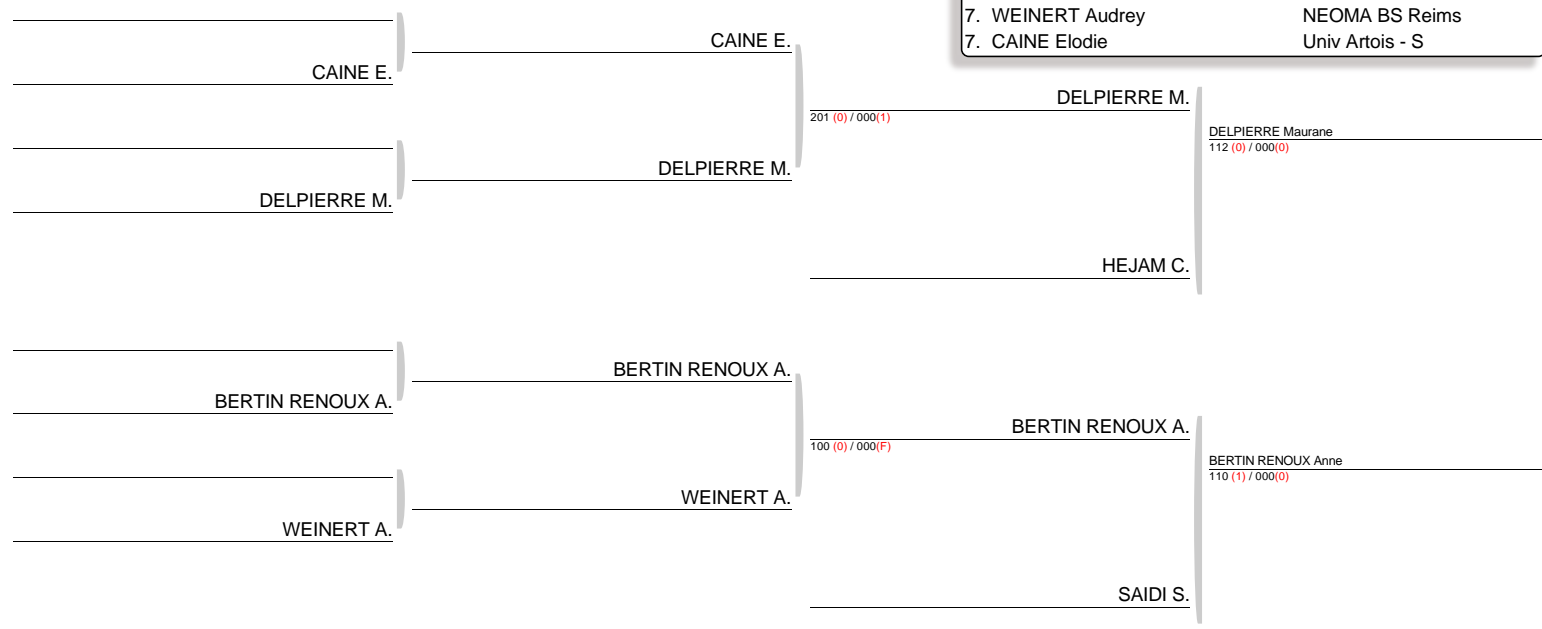 7. WEINERT Audrey NEOMA BS Reims
7. CAINE Elodie Univ Artois - S
CAINE E.
CAINE E.
DELPIERRE M.
201 (0) / 000(1)
DELPIERRE Maurane
112 (0) / 000(0)
DELPIERRE M.
DELPIERRE M.
HEJAM C.
BERTIN RENOUX A.
BERTIN RENOUX A.
BERTIN RENOUX A.
100 (0) / 000(F)
BERTIN RENOUX Anne
110 (1) / 000(0)
WEINERT A.
WEINERT A.
SAIDI S.